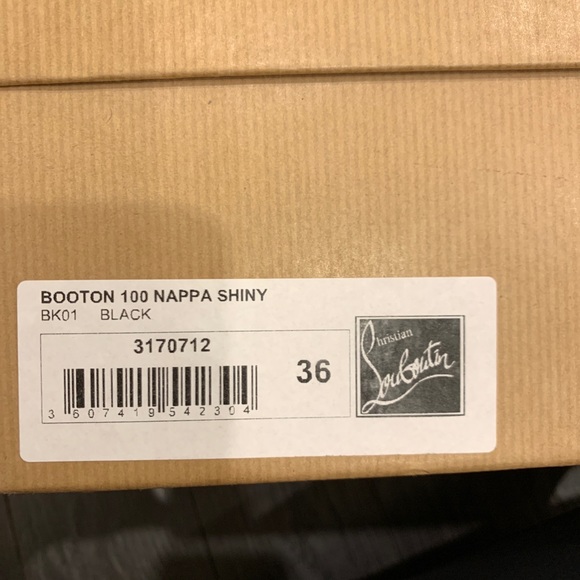 BOOTON 100 NAPPA SHINY
BK01 BLACK
3170712
36
3 607419 542304
Christian
Louboutin